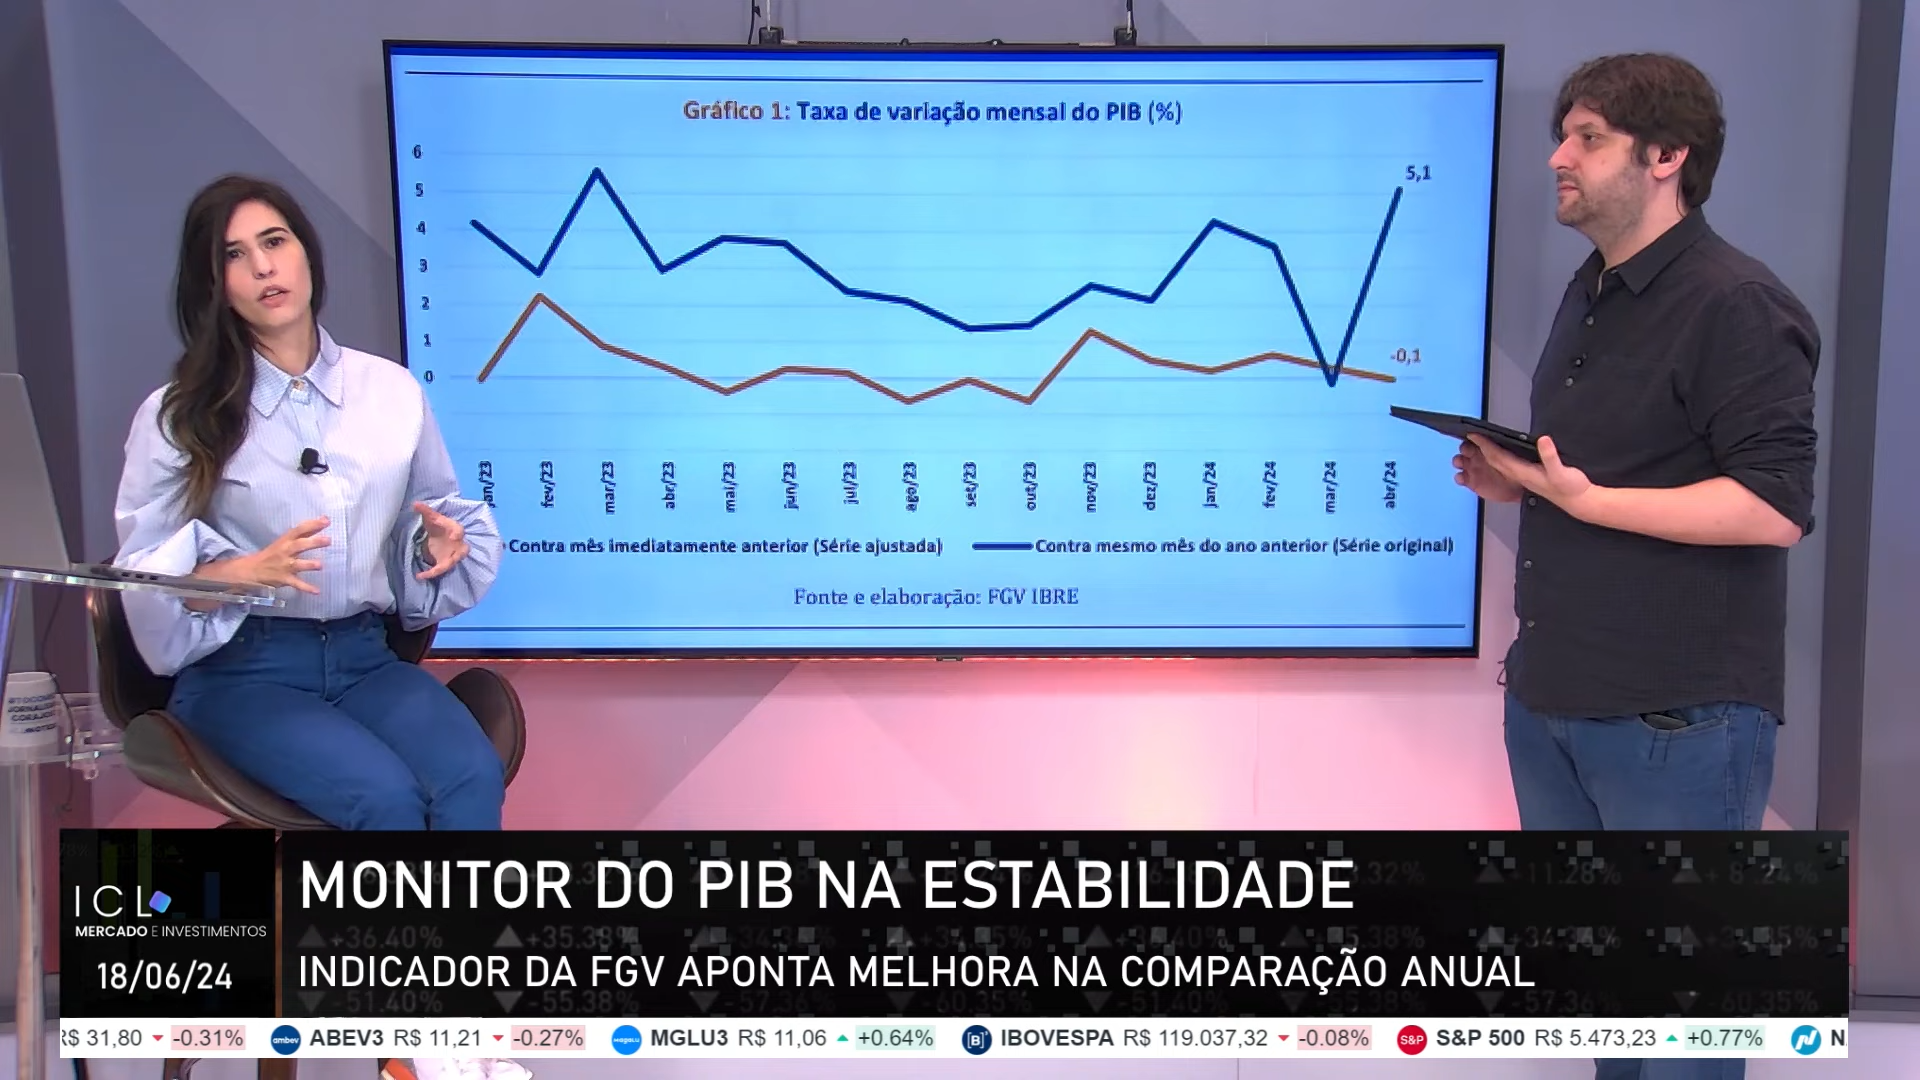 Gráfico 1: Taxa de variação mensal do PIB (%)
6
5
4
3
2
1
0
5,1
-0,1
jan/23 fev/23 mar/23 abr/23 mai/23 jun/23 jul/23 ago/23 set/23 out/23 nov/23 dez/23 jan/24 fev/24 mar/24 abr/24
Contra mês imediatamente anterior (Série ajustada) Contra mesmo mês do ano anterior (Série original)
Fonte e elaboração: FGV IBRE
MONITOR DO PIB NA ESTABILIDADE
INDICADOR DA FGV APONTA MELHORA NA COMPARAÇÃO ANUAL
ICL
MERCADO E INVESTIMENTOS
18/06/24
R$ 31,80 -0.31% ambev ABEV3 R$ 11,21 -0.27% MGLU3 R$ 11,06 +0.64% [B] IBOVESPA R$ 119.037,32 -0.08% S&P S&P 500 R$ 5.473,23 +0.77%